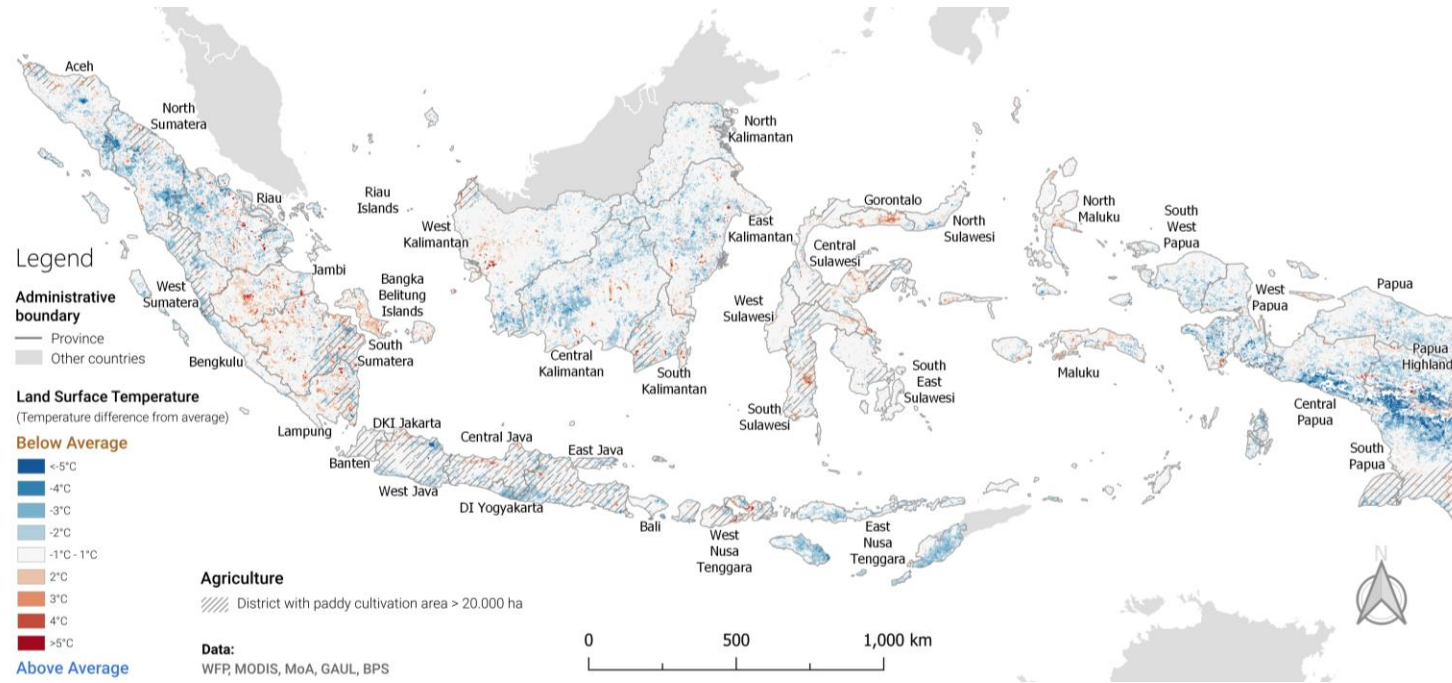 Aceh
North
Sumatera
Riau
Riau
Islands
West
Kalimantan
North
Kalimantan
East
Kalimantan
Gorontalo
North
Sulawesi
Central
Sulawesi
North
Maluku
South
West
Papua
West
Papua
Papua
Papua
Highland
Jambi
Bangka
Belitung
Islands
West
Sumatera
South
Sumatera
Bengkulu
Lampung
Central
Kalimantan
South
Kalimantan
West
Sulawesi
South
Sulawesi
South
East
Sulawesi
Maluku
Central
Papua
South
Papua
DKI Jakarta
Banten
West Java
Central Java
DI Yogyakarta
East Java
Bali
West
Nusa
Tenggara
East
Nusa
Tenggara
Legend
Administrative
boundary
Province
Other countries
Land Surface Temperature
(Temperature difference from average)
Below Average
<-5°C
-4°C
-3°C
-2°C
-1°C - 1°C
2°C
3°C
4°C
>5°C
Above Average
Agriculture
District with paddy cultivation area > 20.000 ha
Data:
WFP, MODIS, MoA, GAUL, BPS
0 500 1,000 km
N